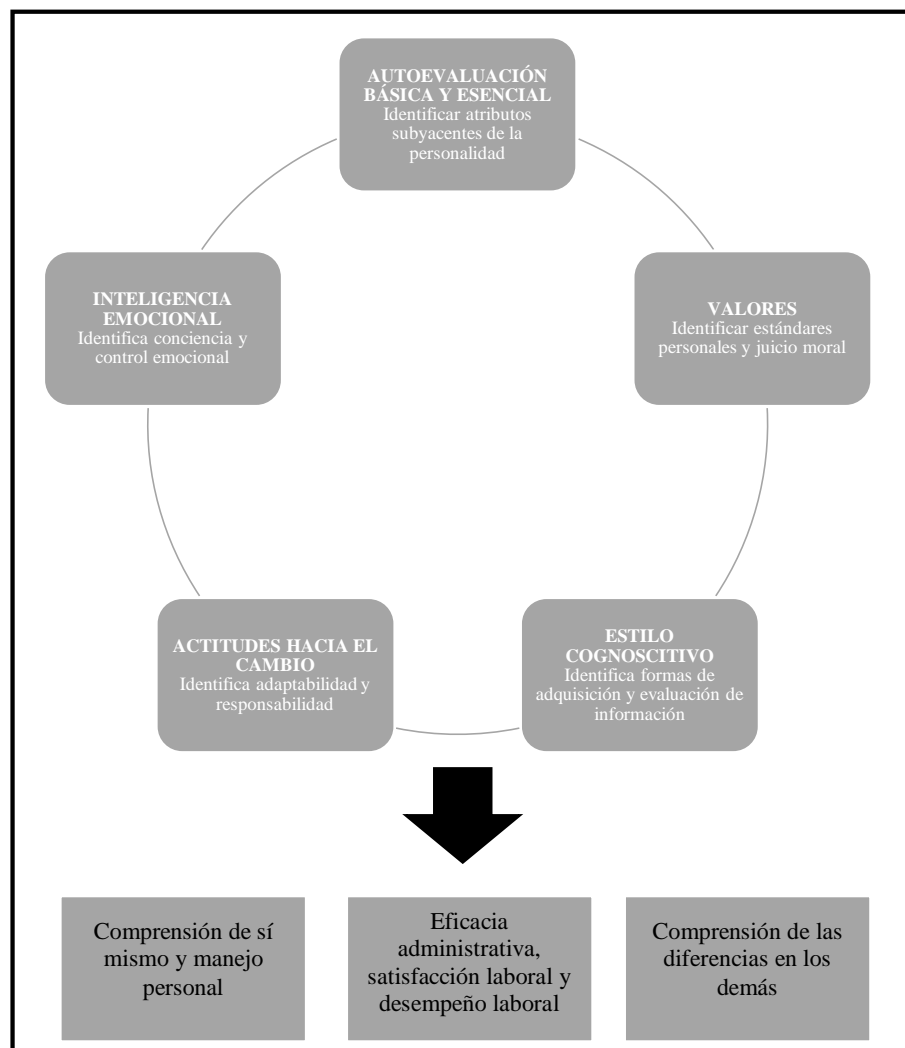 AUTOEVALUACIÓN
BÁSICA Y ESENCIAL
Identificar atributos
subyacentes de la
personalidad
INTELIGENCIA
EMOCIONAL
Identifica conciencia y
control emocional
VALORES
Identificar estándares
personales y juicio moral
ACTITUDES HACIA EL
CAMBIO
Identifica adaptabilidad y
responsabilidad
ESTILO
COGNOSCITIVO
Identifica formas de
adquisición y evaluación de
información
Comprensión de sí
mismo y manejo
personal
Eficacia
administrativa,
satisfacción laboral y
desempeño laboral
Comprensión de las
diferencias en los
demás